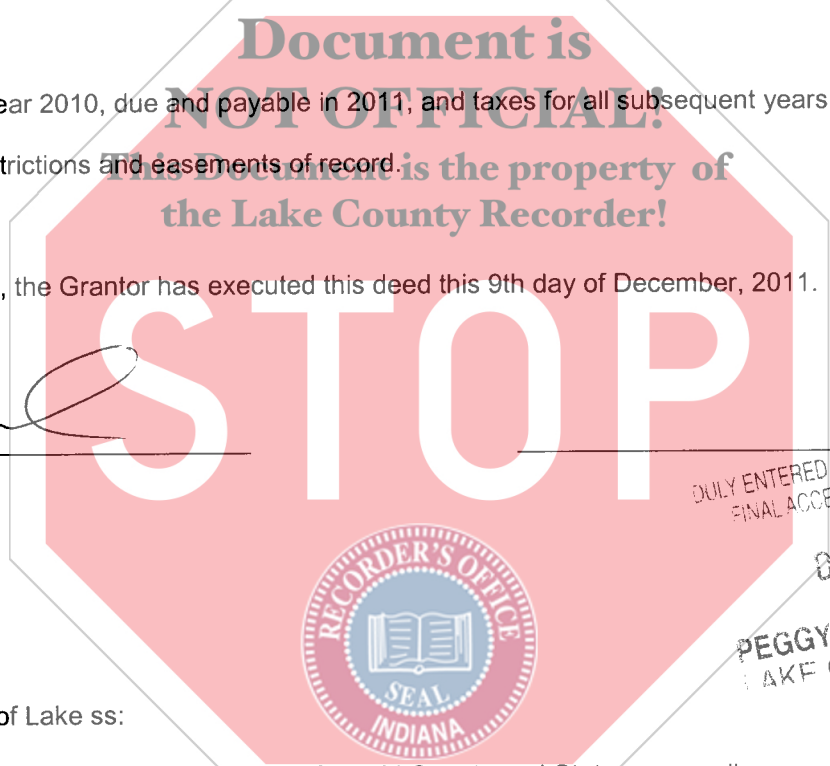 Document is
ear 2010, due and payable in 2011, and taxes for all subsequent years
NOT OFFICIAL!
trictions and easements of record.
This Document is the property of
the Lake County Recorder!
, the Grantor has executed this deed this 9th day of December, 2011.
STOP
DULY ENTERED
FINAL ACCE
RECORDER'S OFFICE
PEGGY
LAKE
SEAL
INDIANA
of Lake ss: